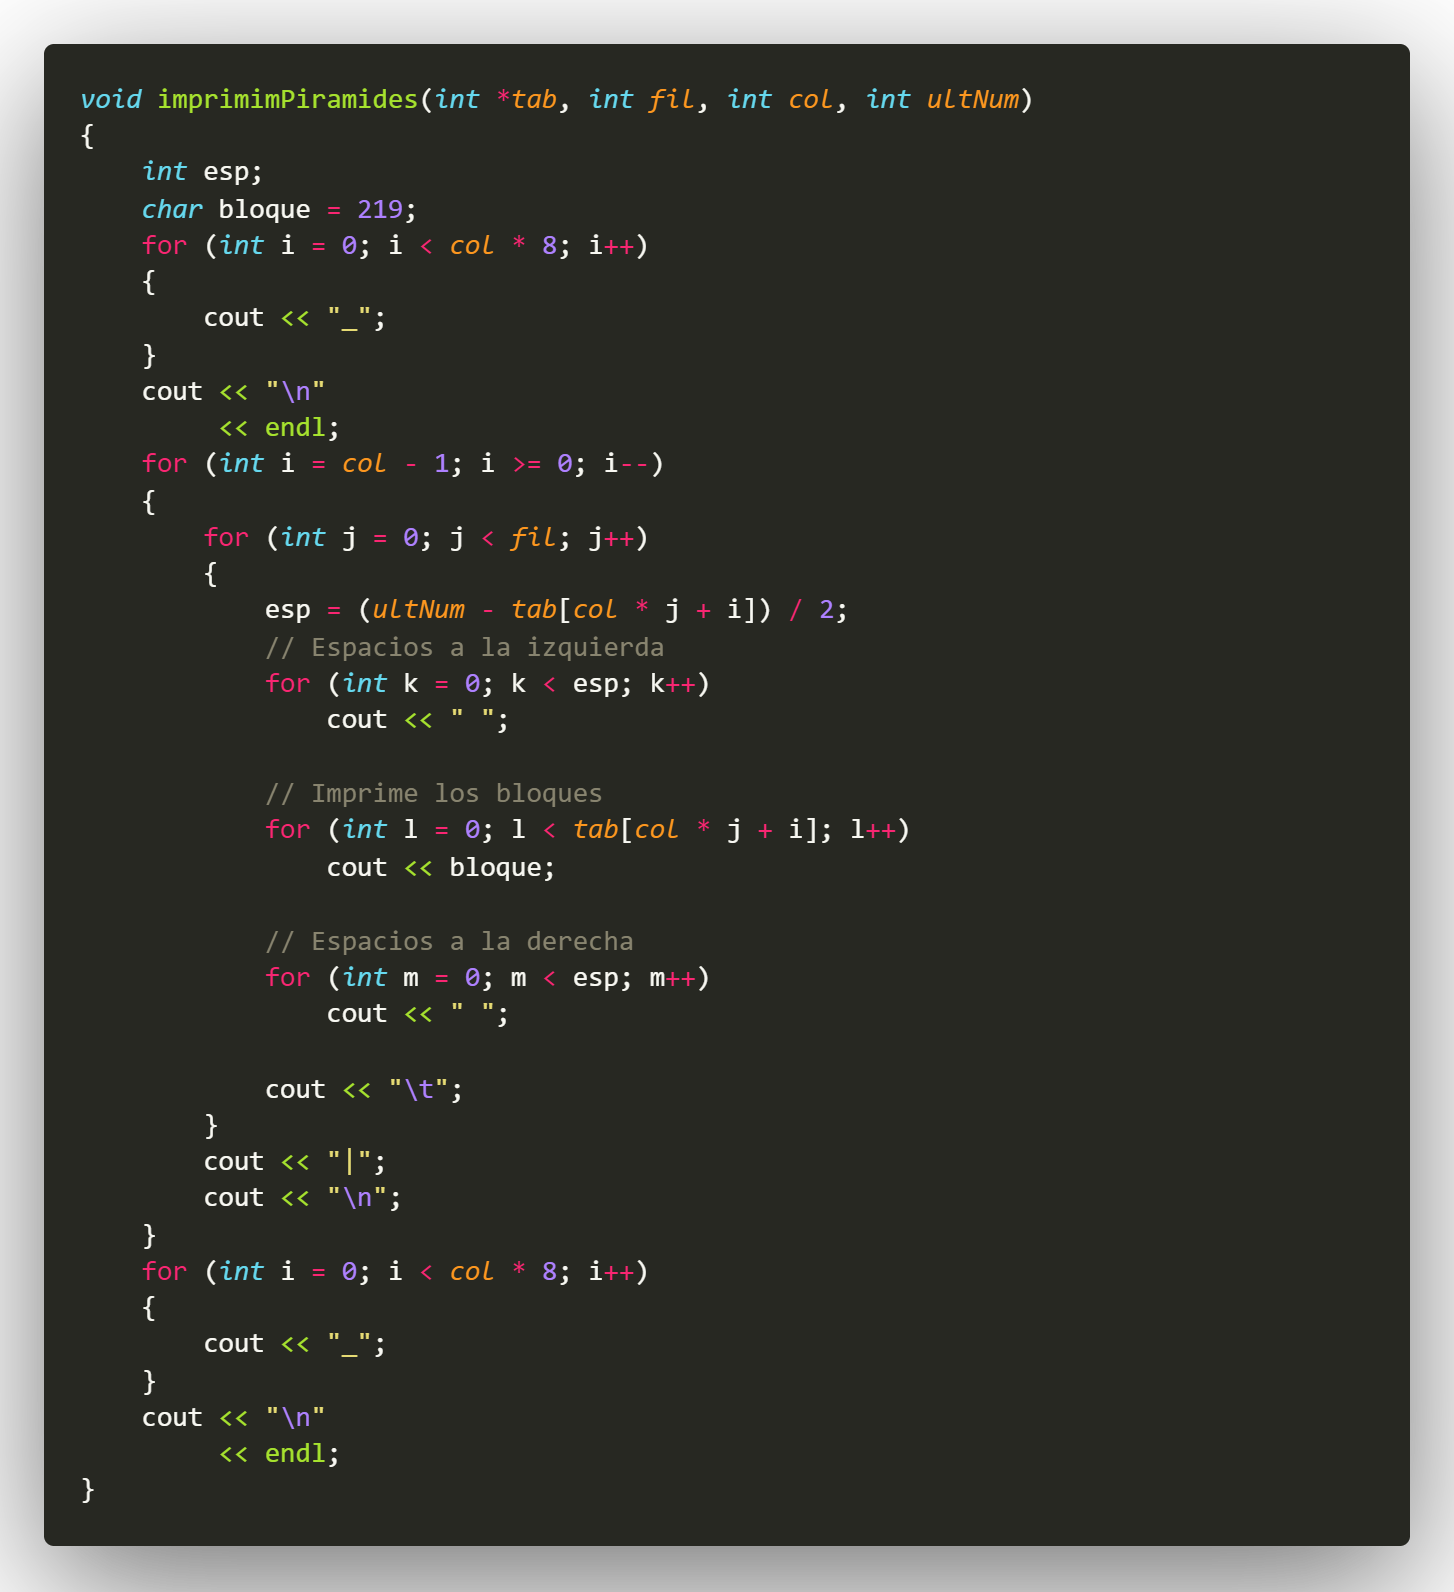 void imprimimPiramides(int *tab, int fil, int col, int ultNum)
{
    int esp;
    char bloque = 219;
    for (int i = 0; i < col * 8; i++)
    {
        cout << "_";
    }
    cout << "\n"
         << endl;
    for (int i = col - 1; i >= 0; i--)
    {
        for (int j = 0; j < fil; j++)
        {
            esp = (ultNum - tab[col * j + i]) / 2;
            // Espacios a la izquierda
            for (int k = 0; k < esp; k++)
                cout << " ";

            // Imprime los bloques
            for (int l = 0; l < tab[col * j + i]; l++)
                cout << bloque;

            // Espacios a la derecha
            for (int m = 0; m < esp; m++)
                cout << " ";

            cout << "\t";
        }
        cout << "|";
        cout << "\n";
    }
    for (int i = 0; i < col * 8; i++)
    {
        cout << "_";
    }
    cout << "\n"
         << endl;
}